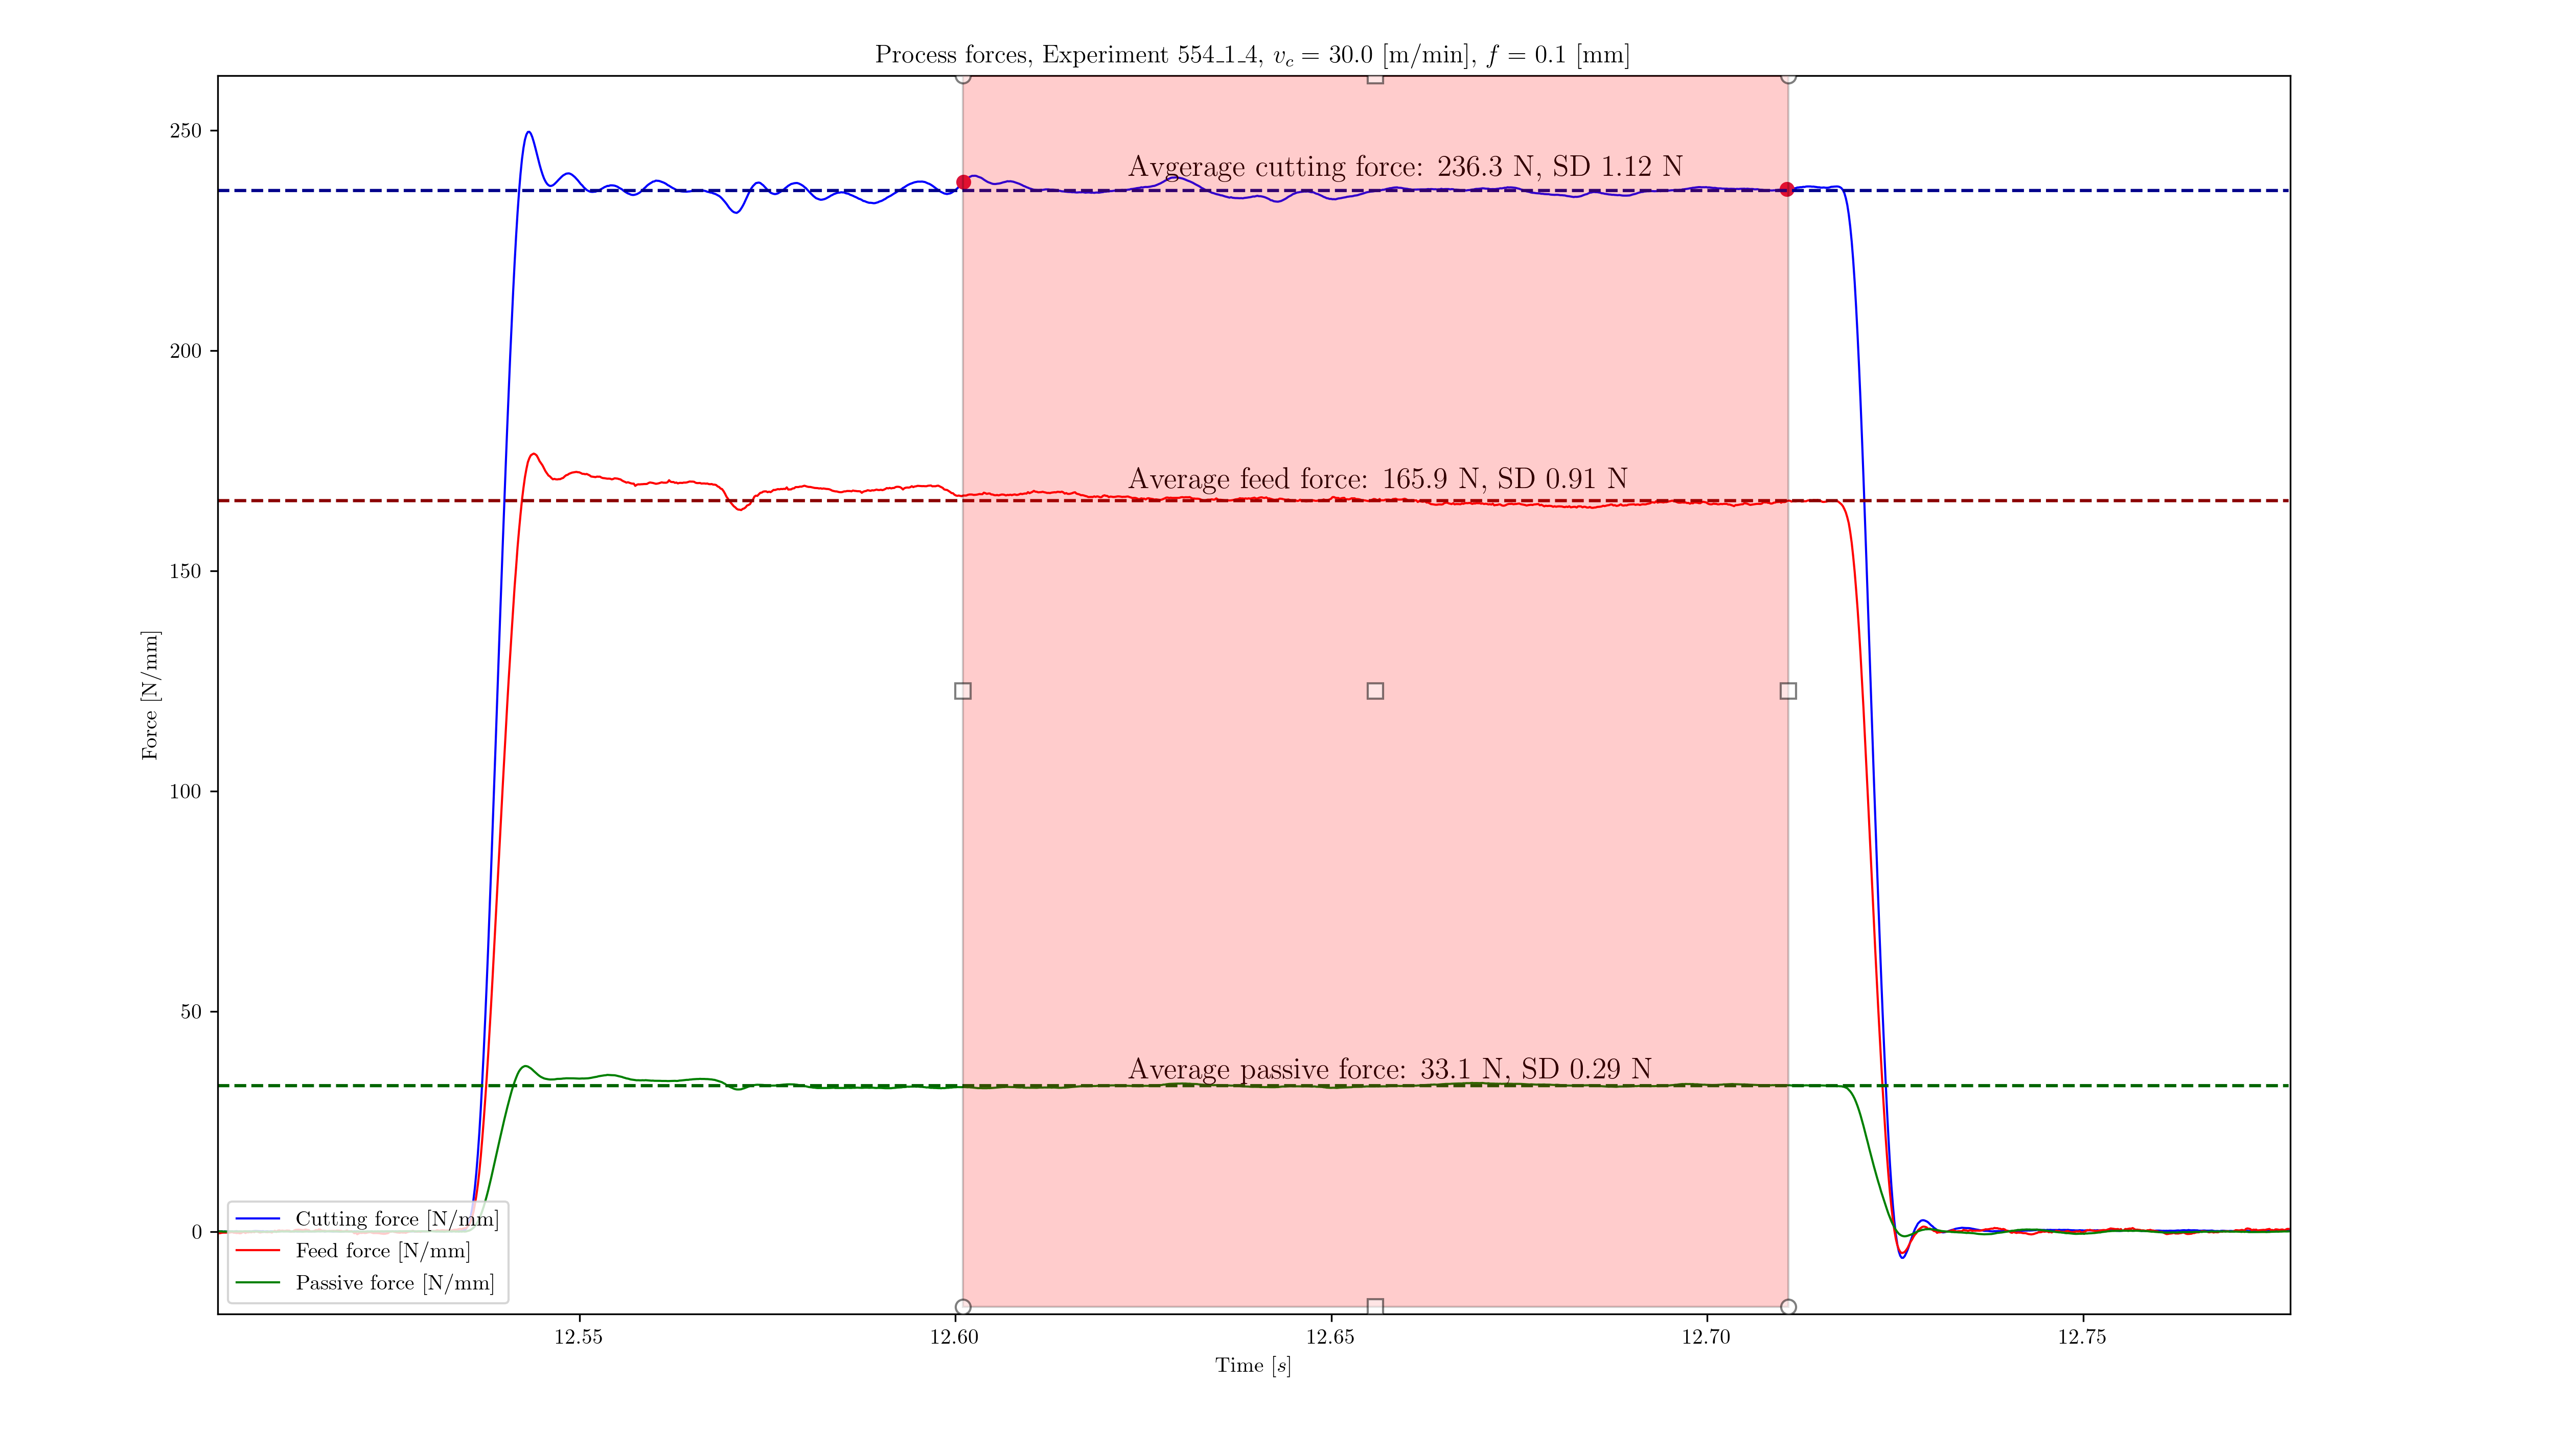 Process forces, Experiment 554_1_4, v_c = 30.0 [m/min], f = 0.1 [mm]
250
200
150
100
50
0
Force [N/mm]
Avgerage cutting force: 236.3 N, SD 1.12 N
Average feed force: 165.9 N, SD 0.91 N
Average passive force: 33.1 N, SD 0.29 N
Cutting force [N/mm]
Feed force [N/mm]
Passive force [N/mm]
12.55 12.60 12.65 12.70 12.75
Time [s]